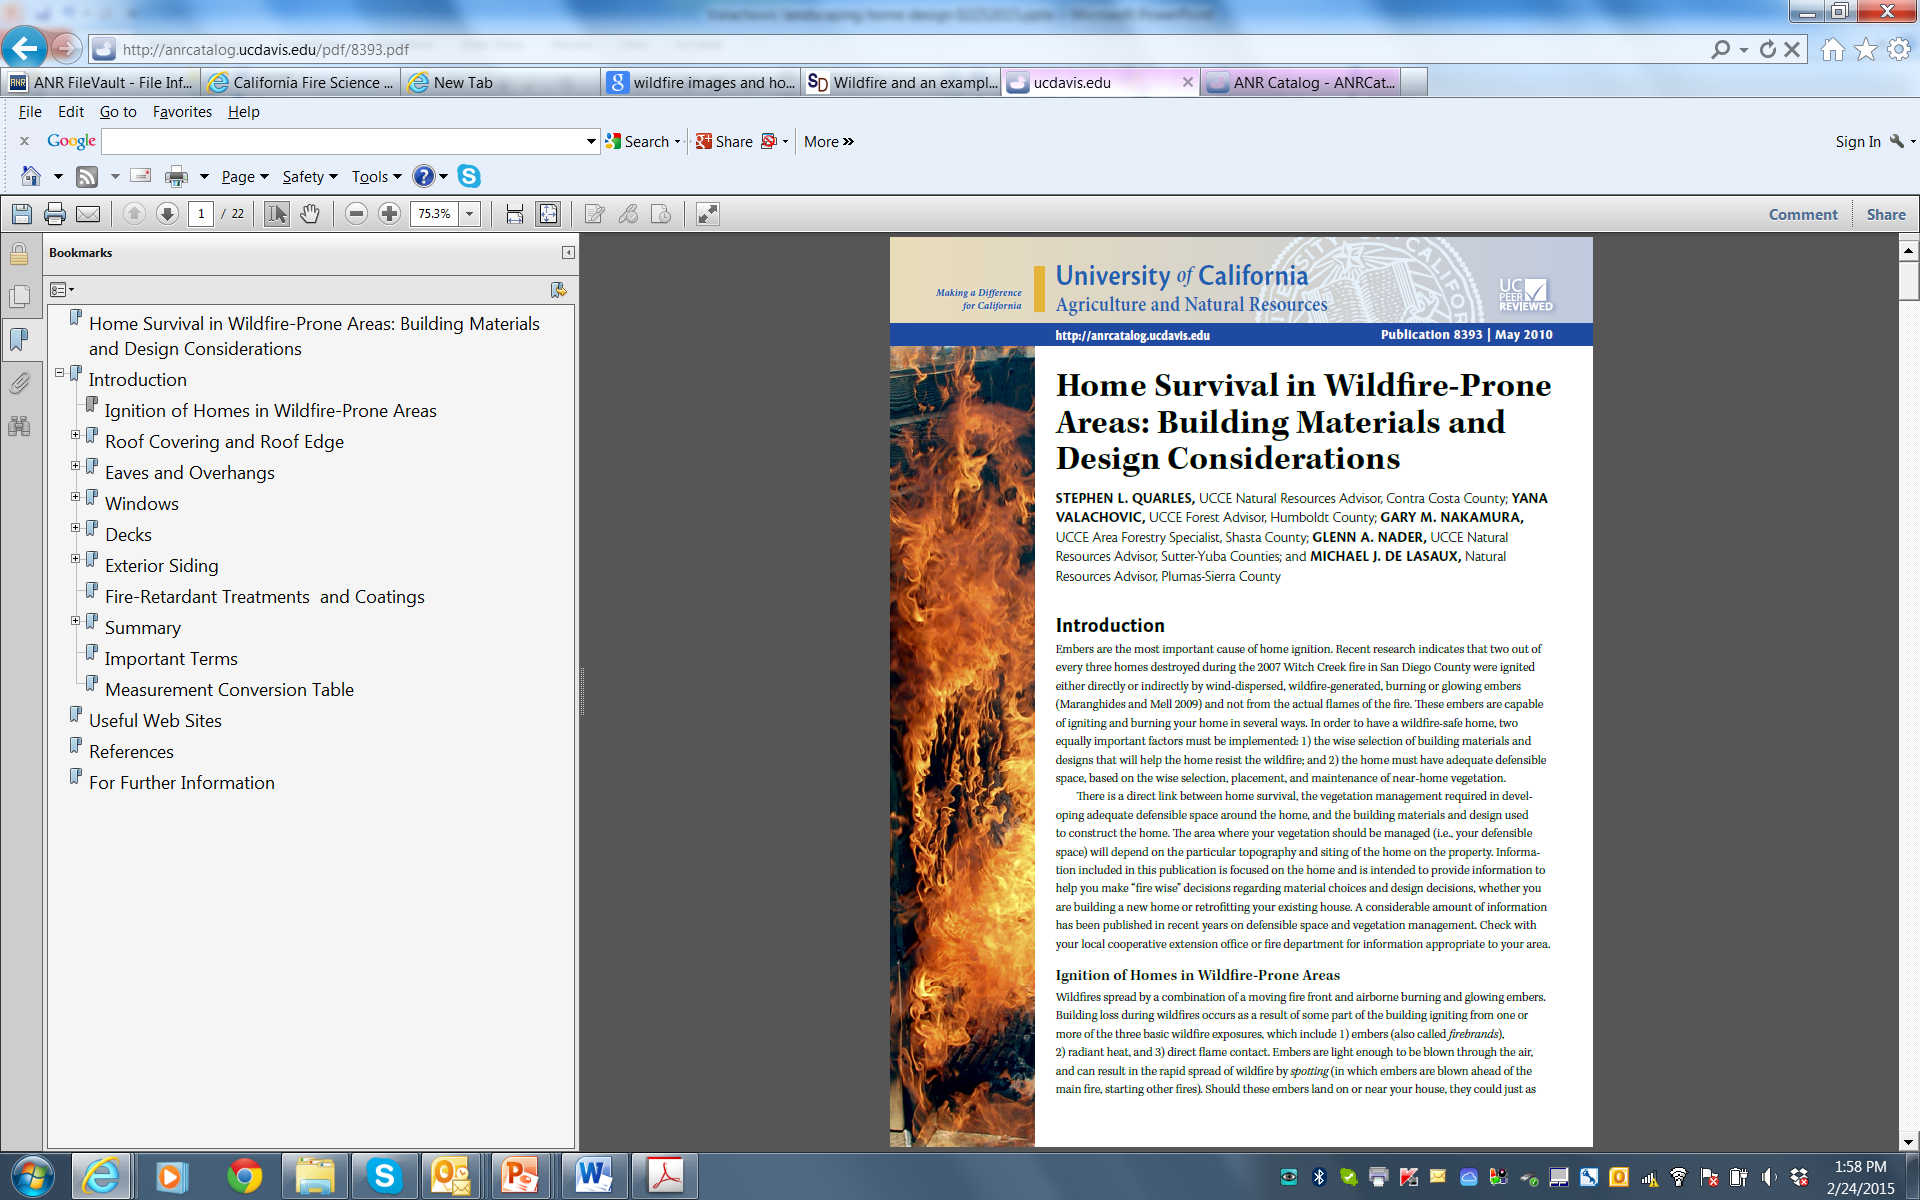 Valachovic landscaping home design 02252015.pptx - Microsoft PowerPoint
http://anrcatalog.ucdavis.edu/pdf/8393.pdf
ANR FileVault - File Inf...
California Fire Science ...
New Tab
wildfire images and ho...
Wildfire and an exampl...
ucdavis.edu
ANR Catalog - ANRCat...
File Edit Go to Favorites Help
x Google Search Share More »
Sign In
Page Safety Tools
1 / 22 75.3%
Comment Share
Bookmarks
Home Survival in Wildfire-Prone Areas: Building Materials
and Design Considerations
Introduction
Ignition of Homes in Wildfire-Prone Areas
Roof Covering and Roof Edge
Eaves and Overhangs
Windows
Decks
Exterior Siding
Fire-Retardant Treatments  and Coatings
Summary
Important Terms
Measurement Conversion Table
Useful Web Sites
References
For Further Information
Making a Difference
for California
University of California
Agriculture and Natural Resources
UC
PEER
REVIEWED
http://anrcatalog.ucdavis.edu
Publication 8393 | May 2010
Home Survival in Wildfire-Prone
Areas: Building Materials and
Design Considerations
STEPHEN L. QUARLES, UCCE Natural Resources Advisor, Contra Costa County; YANA
VALACHOVIC, UCCE Forest Advisor, Humboldt County; GARY M. NAKAMURA,
UCCE Area Forestry Specialist, Shasta County; GLENN A. NADER, UCCE Natural
Resources Advisor, Sutter-Yuba Counties; and MICHAEL J. DE LASAUX, Natural
Resources Advisor, Plumas-Sierra County
Introduction
Embers are the most important cause of home ignition. Recent research indicates that two out of
every three homes destroyed during the 2007 Witch Creek fire in San Diego County were ignited
either directly or indirectly by wind-dispersed, wildfire-generated, burning or glowing embers
(Maranghides and Mell 2009) and not from the actual flames of the fire. These embers are capable
of igniting and burning your home in several ways. In order to have a wildfire-safe home, two
equally important factors must be implemented: 1) the wise selection of building materials and
designs that will help the home resist the wildfire; and 2) the home must have adequate defensible
space, based on the wise selection, placement, and maintenance of near-home vegetation.
There is a direct link between home survival, the vegetation management required in devel-
oping adequate defensible space around the home, and the building materials and design used
to construct the home. The area where your vegetation should be managed (i.e., your defensible
space) will depend on the particular topography and siting of the home on the property. Informa-
tion included in this publication is focused on the home and is intended to provide information to
help you make “fire wise” decisions regarding material choices and design decisions, whether you
are building a new home or retrofitting your existing house. A considerable amount of information
has been published in recent years on defensible space and vegetation management. Check with
your local cooperative extension office or fire department for information appropriate to your area.
Ignition of Homes in Wildfire-Prone Areas
Wildfires spread by a combination of a moving fire front and airborne burning and glowing embers.
Building loss during wildfires occurs as a result of some part of the building igniting from one or
more of the three basic wildfire exposures, which include 1) embers (also called firebrands),
2) radiant heat, and 3) direct flame contact. Embers are light enough to be blown through the air,
and can result in the rapid spread of wildfire by spotting (in which embers are blown ahead of the
main fire, starting other fires). Should these embers land on or near your house, they could just as
1:58 PM
2/24/2015